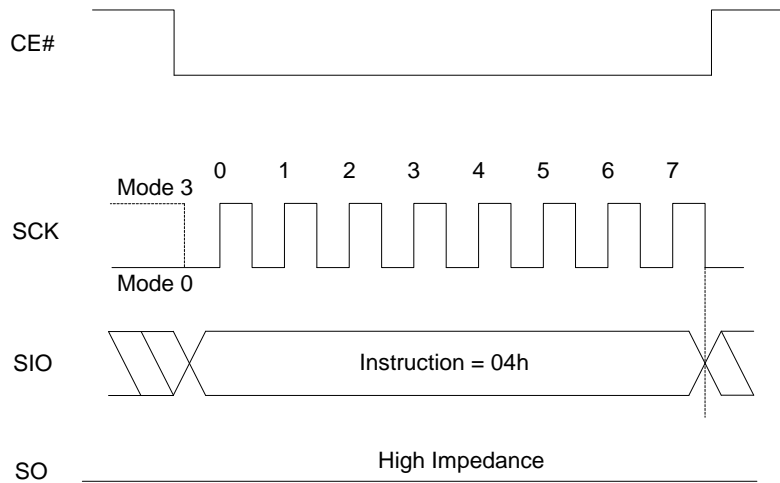 CE#
0 1 2 3 4 5 6 7
Mode 3
SCK
Mode 0
SIO
Instruction = 04h
High Impedance
SO